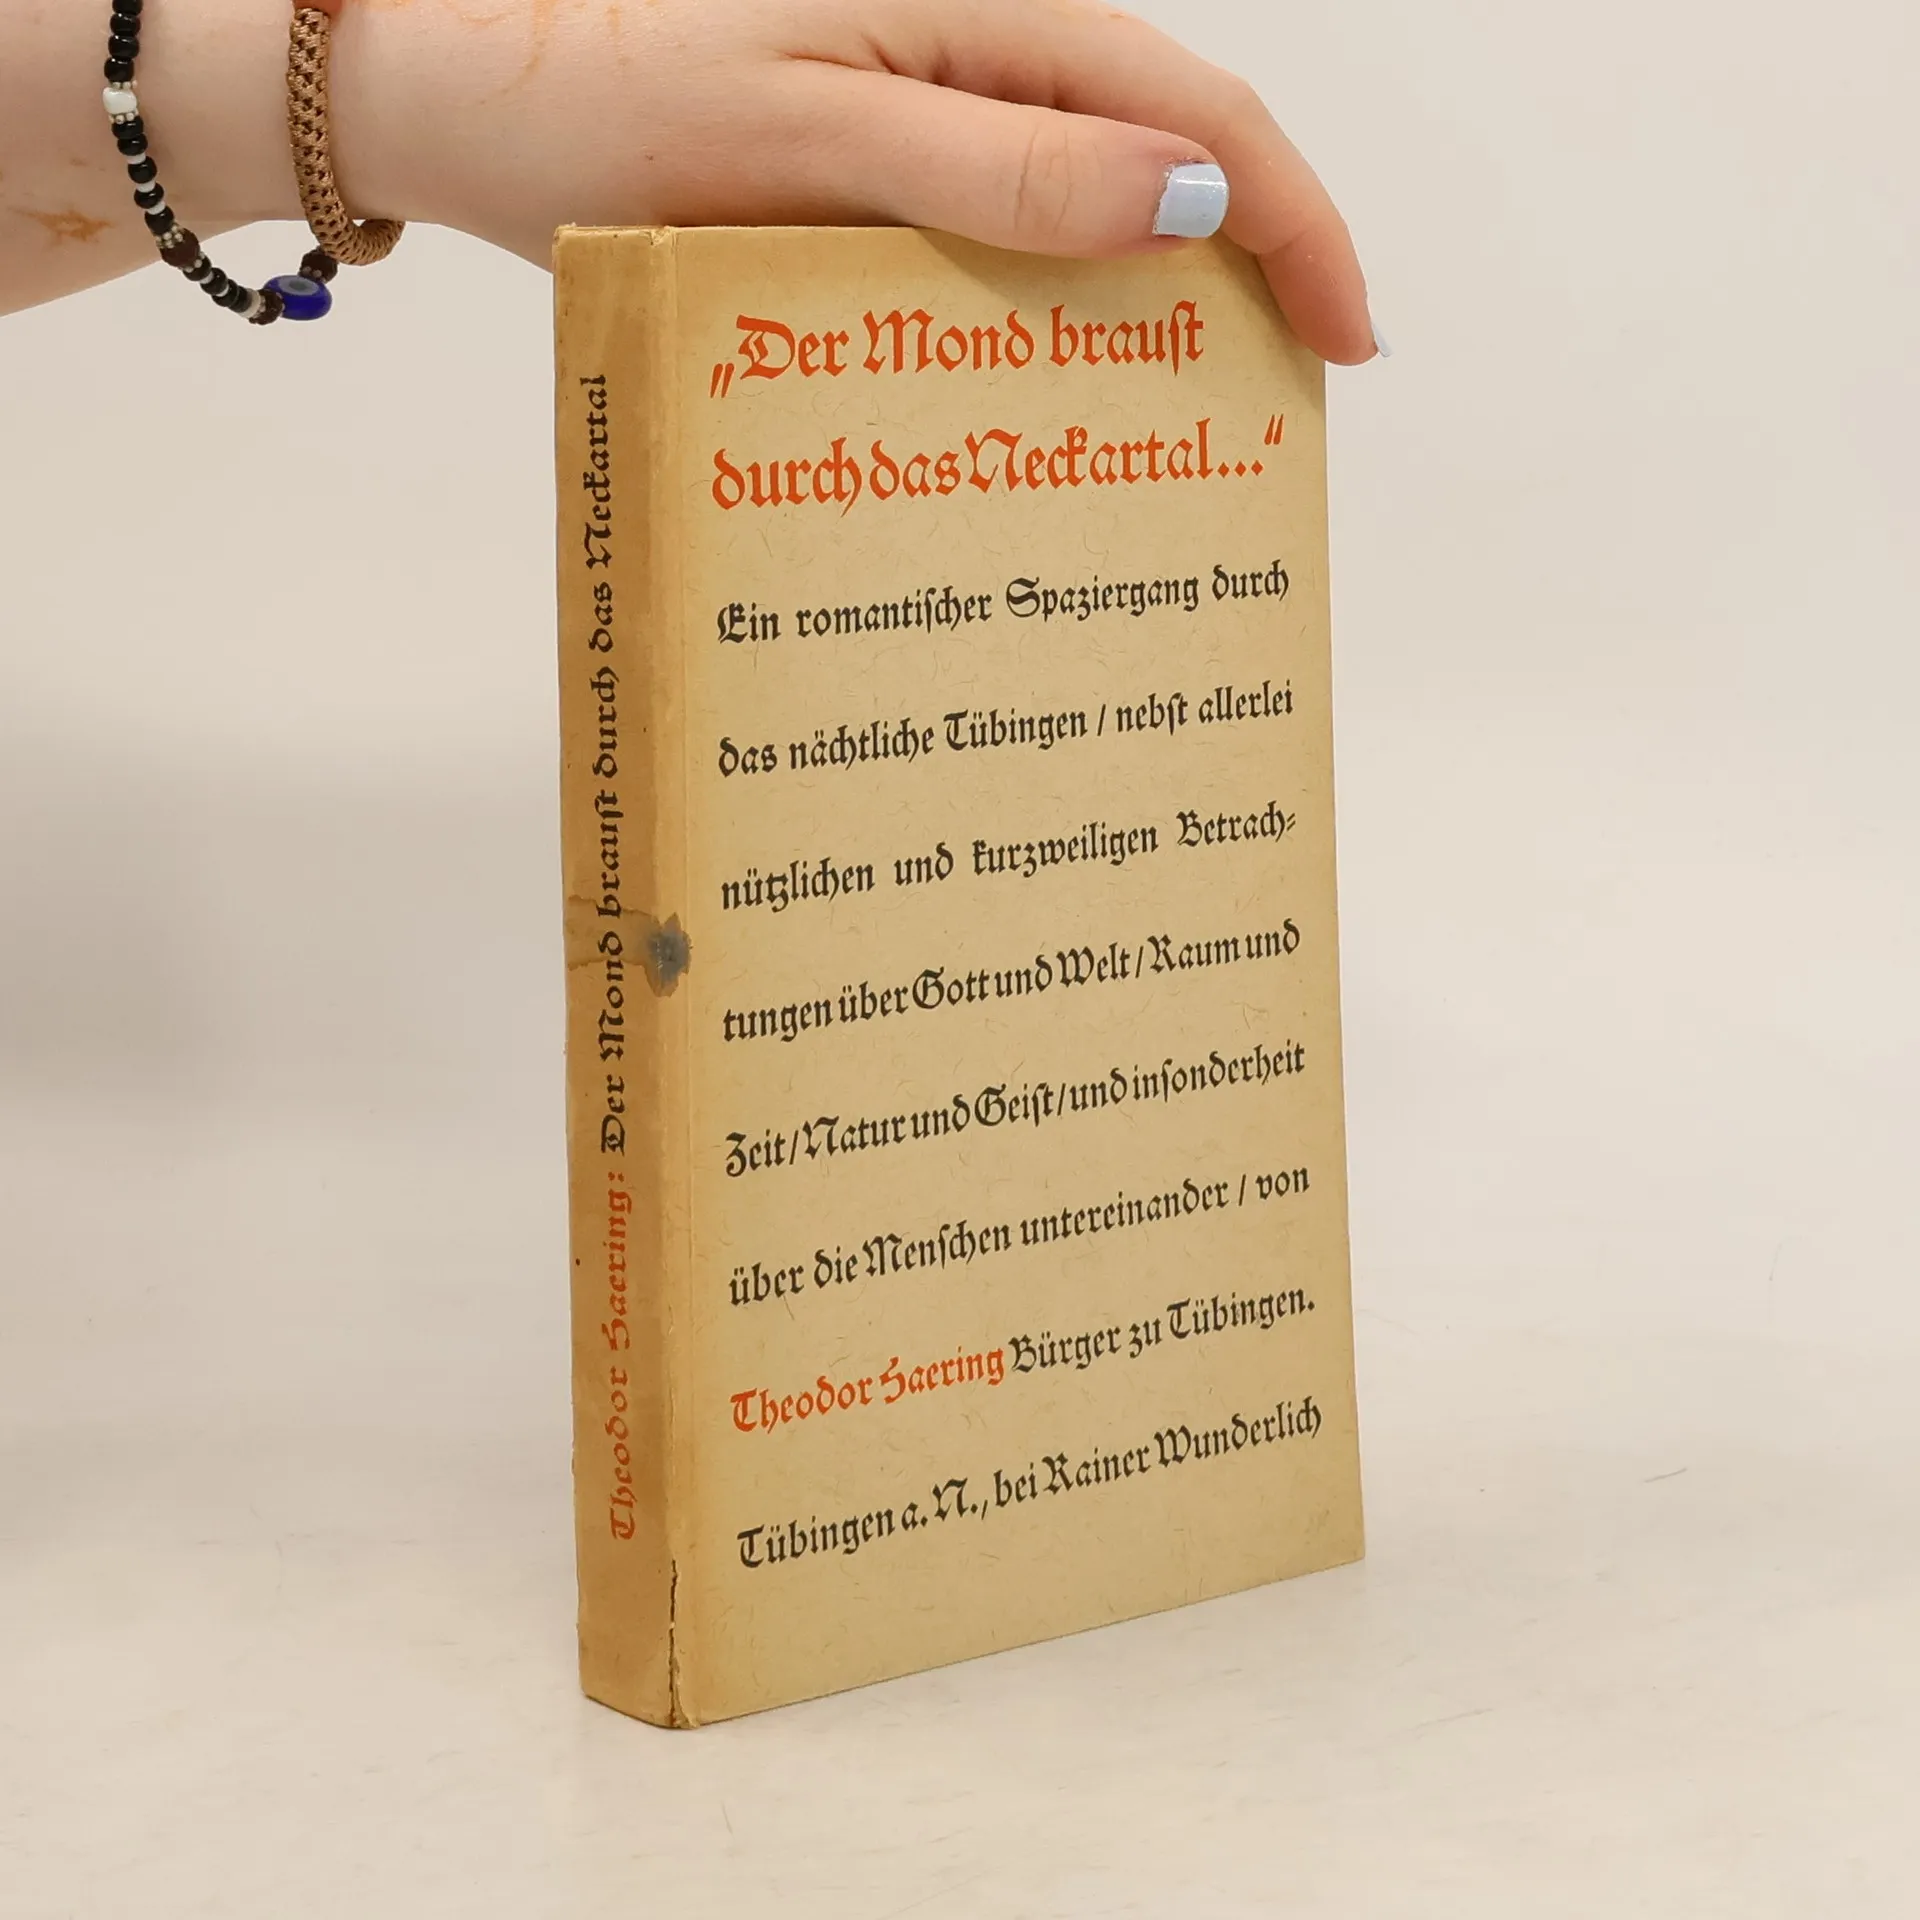 „Der Mond brauſt
durch das Neckartal..."
Ein romantiſcher Spaziergang durch
das nächtliche Tübingen / nebſt allerlei
nützlichen und kurzweiligen Betrach⸗
tungen über Gott und Welt / Raum und
Zeit / Natur und Geiſt / und inſonderheit
über die Menſchen untereinander / von
Theodor Haering Bürger zu Tübingen.
Tübingen a. N., bei Rainer Wunderlich
Theodor Haering: Der Mond brauſt durch das Neckartal